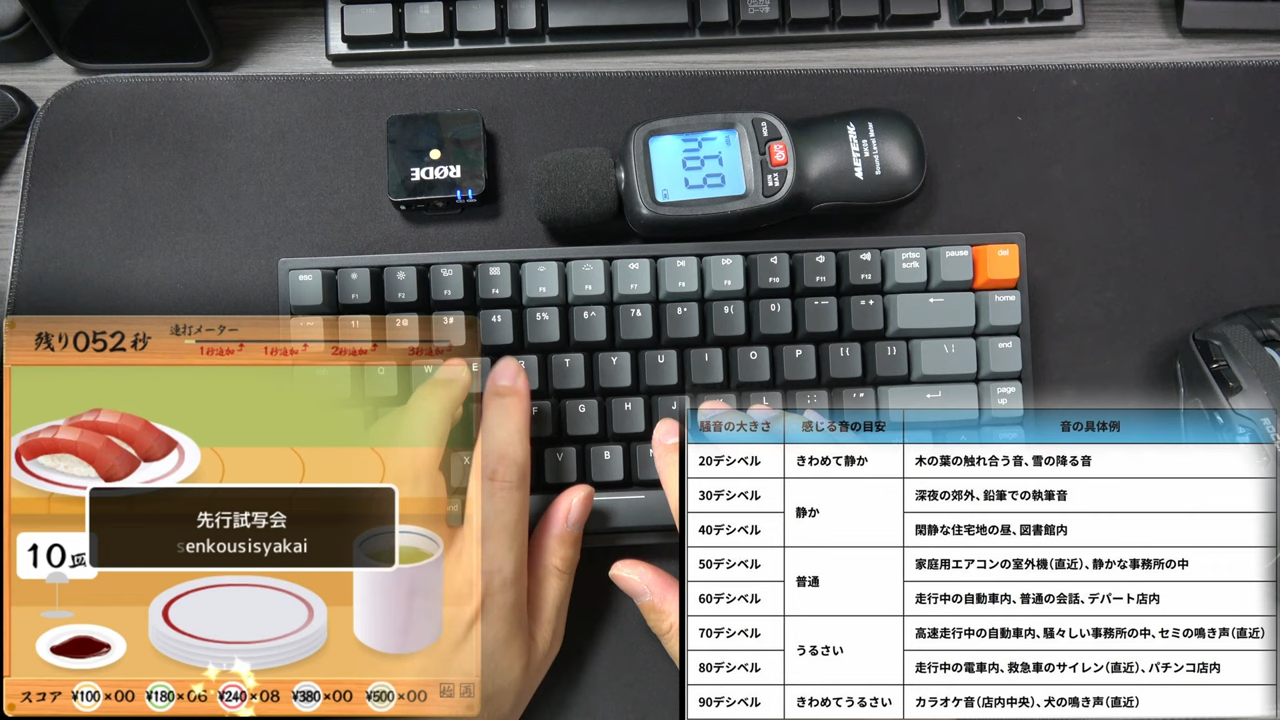 RØDE
69.4
HOLD
MIN
MAX
METERK
MK09
Sound Level Meter
esc
F1
F2
F3
F4
F5
F6
F7
F8
F9
F10
F11
F12
prtsc
scrlk
pause
del
1!
2@
3#
4$
5%
6^
7&
8*
9(
0)
home
Q
W
E
R
T
Y
U
I
O
P
[{
]}
\|
end
F
G
H
J
L
page
up
X
V
B
残り052秒
連打メーター
1秒追加
1秒追加
2秒追加
3秒追加
先行試写会
senkousisyakai
10皿
スコア ¥100×00 ¥180×06 ¥240×08 ¥380×00 ¥500×00
騒音の大きさ 感じる音の目安 音の具体例
20デシベル きわめて静か 木の葉の触れ合う音、雪の降る音
30デシベル 静か 深夜の郊外、鉛筆での執筆音
40デシベル 閑静な住宅地の昼、図書館内
50デシベル 普通 家庭用エアコンの室外機（直近）、静かな事務所の中
60デシベル 走行中の自動車内、普通の会話、デパート店内
70デシベル うるさい 高速走行中の自動車内、騒々しい事務所の中、セミの鳴き声（直近）
80デシベル 走行中の電車内、救急車のサイレン（直近）、パチンコ店内
90デシベル きわめてうるさい カラオケ音（店内中央）、犬の鳴き声（直近）